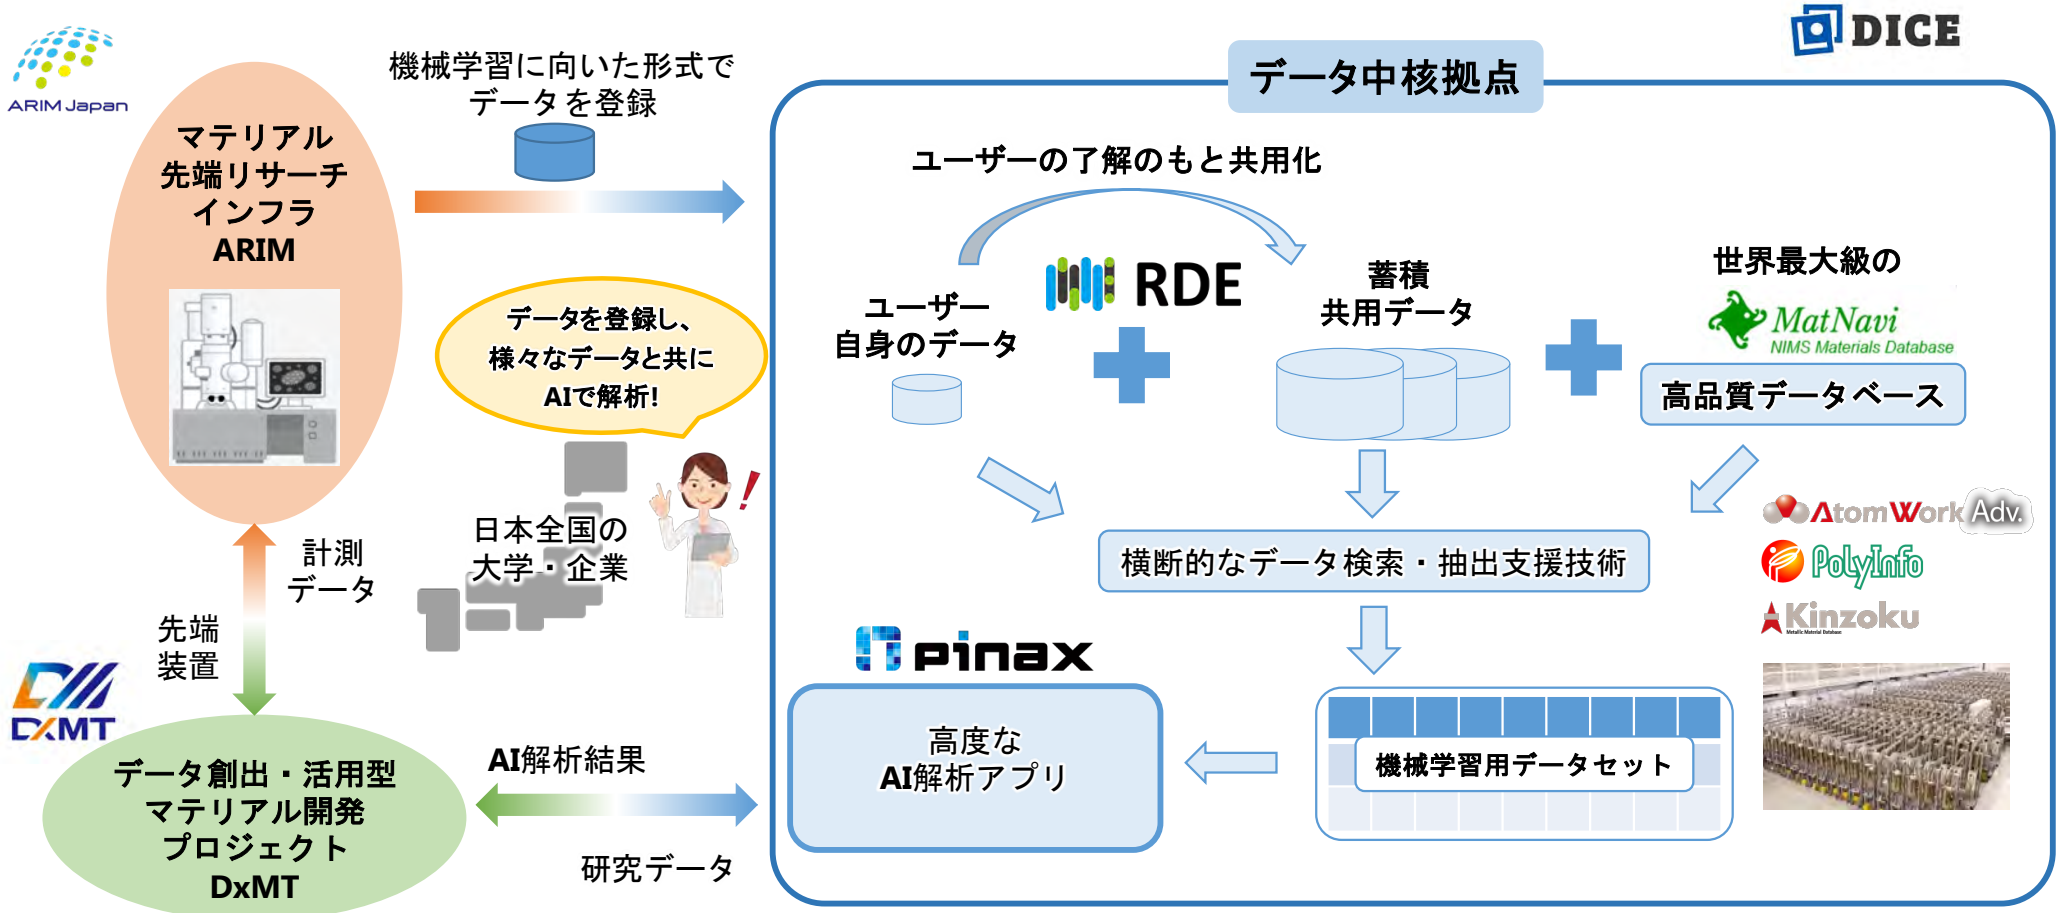 ARIM Japan
マテリアル
先端リサーチ
インフラ
ARIM
機械学習に向いた形式で
データを登録
データを登録し、
様々なデータと共に
AIで解析!
日本全国の
大学・企業
計測
データ
先端
装置
DXMT
データ創出・活用型
マテリアル開発
プロジェクト
DxMT
AI解析結果
研究データ
DICE
データ中核拠点
ユーザーの了解のもと共用化
RDE
ユーザー
自身のデータ
蓄積
共用データ
世界最大級の
MatNavi
NIMS Materials Database
高品質データベース
AtomWork Adv.
PolyInfo
Kinzoku
Metallic Material Database
横断的なデータ検索・抽出支援技術
pinax
高度な
AI解析アプリ
機械学習用データセット